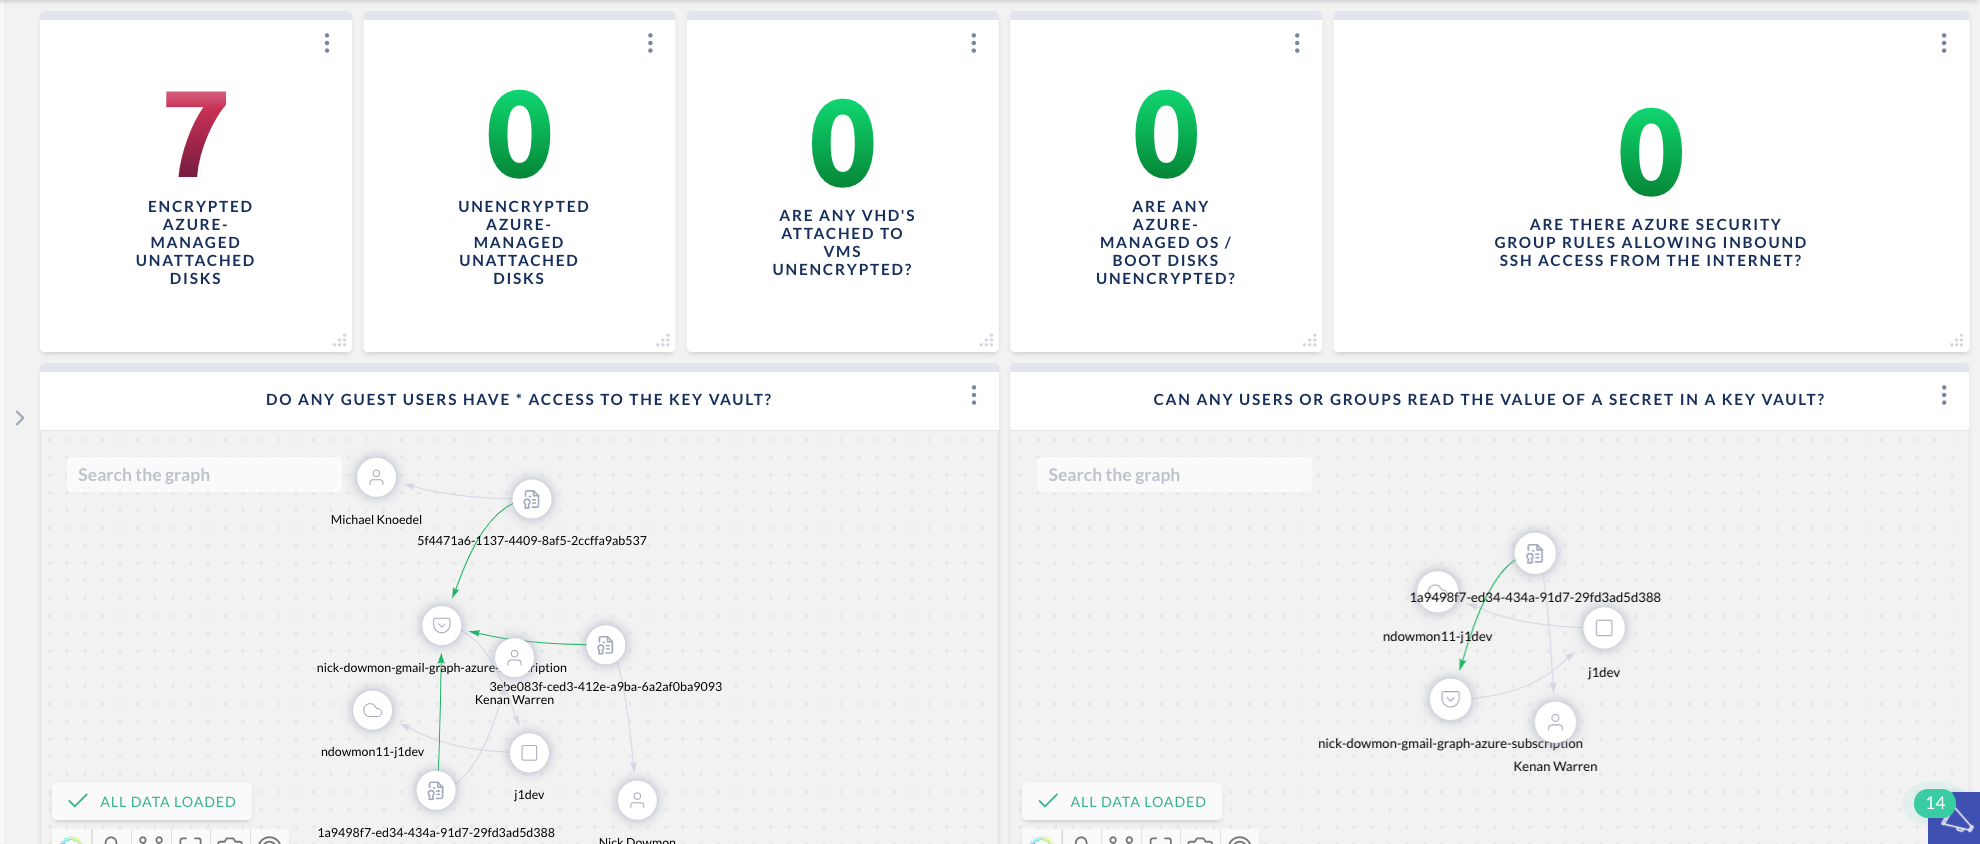 7
ENCRYPTED
AZURE-
MANAGED
UNATTACHED
DISKS
0
UNENCRYPTED
AZURE-
MANAGED
UNATTACHED
DISKS
0
ARE ANY VHD'S
ATTACHED TO
VMS
UNENCRYPTED?
0
ARE ANY
AZURE-
MANAGED OS /
BOOT DISKS
UNENCRYPTED?
0
ARE THERE AZURE SECURITY
GROUP RULES ALLOWING INBOUND
SSH ACCESS FROM THE INTERNET?
DO ANY GUEST USERS HAVE * ACCESS TO THE KEY VAULT?
Search the graph
Michael Knoedel
5f4471a6-1137-4409-8af5-2ccffa9ab537
nick-dowmon-gmail-graph-azure-
ription
3ebe083f-ced3-412e-a9ba-6a2af0ba9093
Kenan Warren
ndowmon11-j1dev
j1dev
1a9498f7-ed34-434a-91d7-29fd3ad5d388
Nick Dowmon
ALL DATA LOADED
CAN ANY USERS OR GROUPS READ THE VALUE OF A SECRET IN A KEY VAULT?
Search the graph
1a9498f7-ed34-434a-91d7-29fd3ad5d388
ndowmon11-j1dev
j1dev
nick-dowmon-gmail-graph-azure-subscription
Kenan Warren
ALL DATA LOADED
14